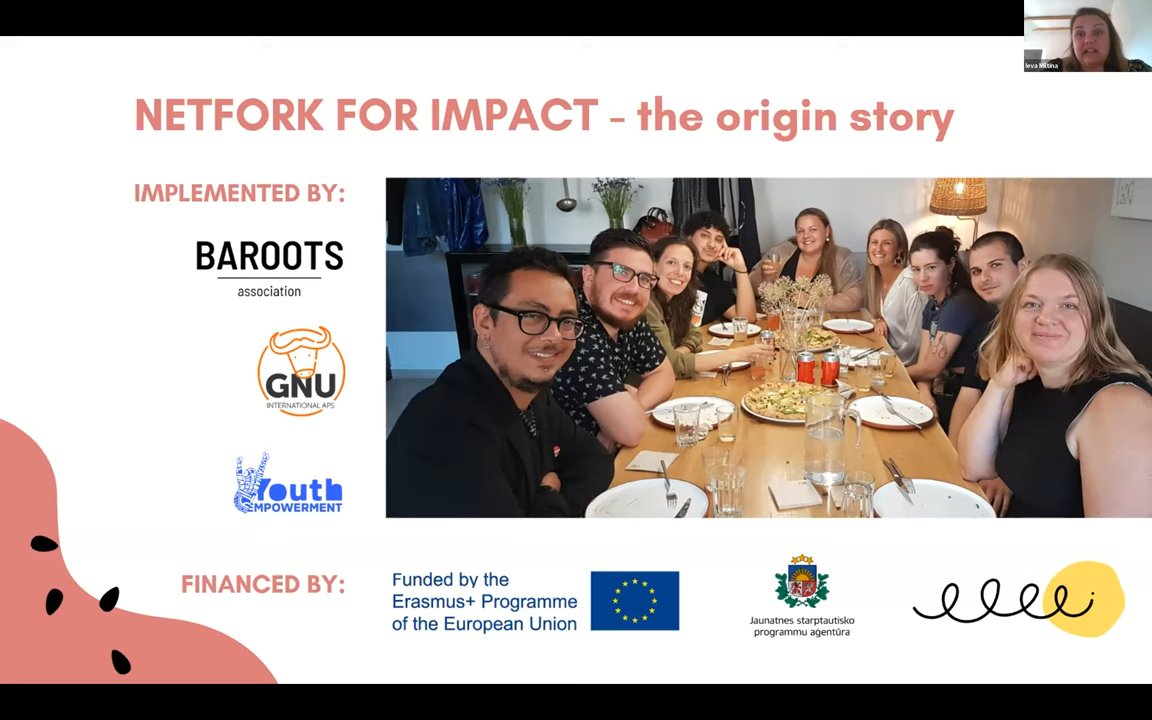 Ieva Miltina
NETFORK FOR IMPACT - the origin story
IMPLEMENTED BY:
BAROOTS
association
GNU
INTERNATIONAL APS
Youth
EMPOWERMENT
FINANCED BY:
Funded by the
Erasmus+ Programme
of the European Union
Jaunatnes starptautisko
programmu aģentūra